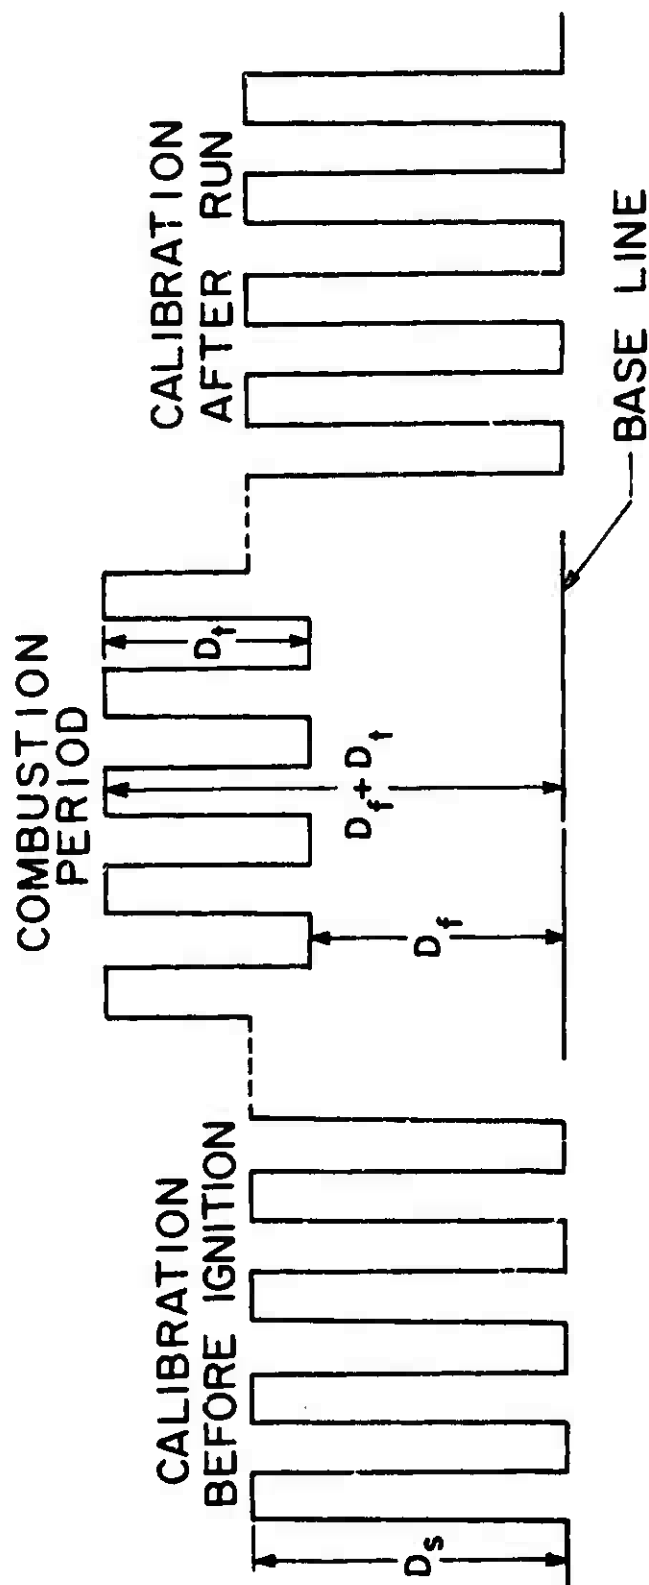 CALIBRATION
BEFORE IGNITION
COMBUSTION
PERIOD
CALIBRATION
AFTER RUN
Ds
Df
Df + Dt
Dt
BASE LINE